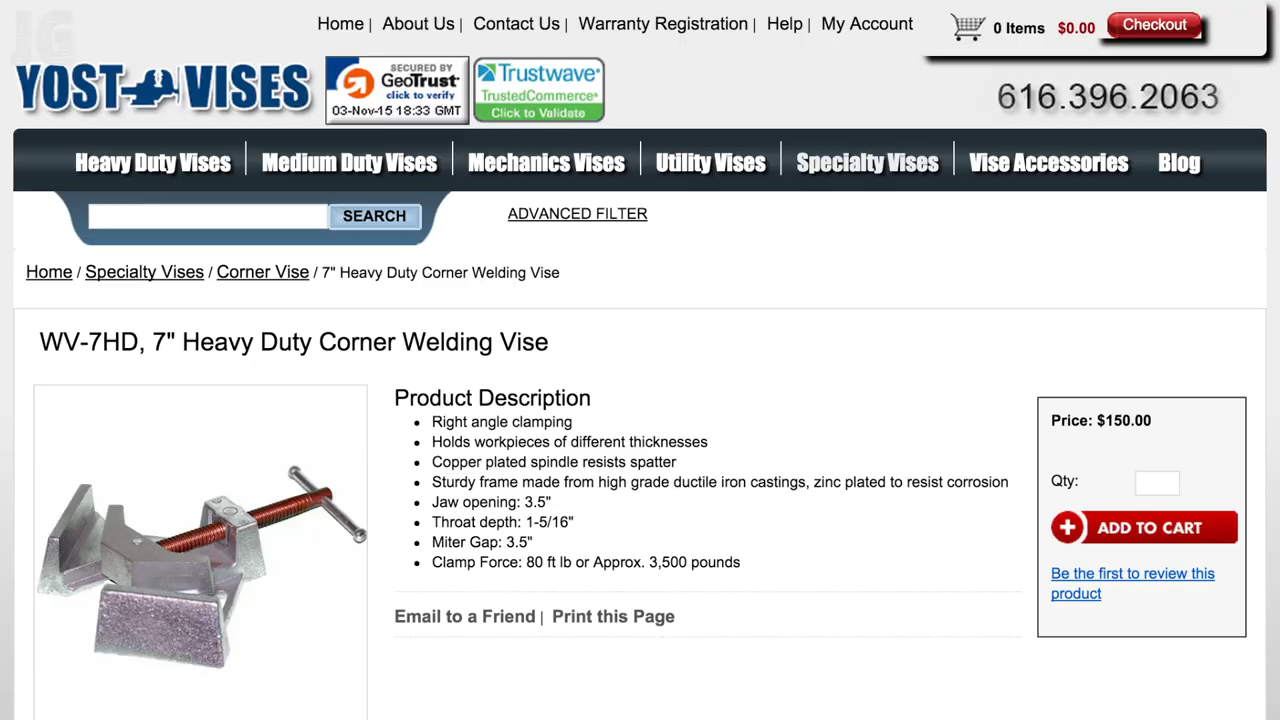 JG
Home | About Us | Contact Us | Warranty Registration | Help | My Account
0 Items $0.00 Checkout
YOST VISES
SECURED BY
GeoTrust
click to verify
03-Nov-15 18:33 GMT
Trustwave®
TrustedCommerce®
Click to Validate
616.396.2063
Heavy Duty Vises Medium Duty Vises Mechanics Vises Utility Vises Specialty Vises Vise Accessories Blog
SEARCH ADVANCED FILTER
Home / Specialty Vises / Corner Vise / 7" Heavy Duty Corner Welding Vise
WV-7HD, 7" Heavy Duty Corner Welding Vise
Product Description
Right angle clamping
Holds workpieces of different thicknesses
Copper plated spindle resists spatter
Sturdy frame made from high grade ductile iron castings, zinc plated to resist corrosion
Jaw opening: 3.5"
Throat depth: 1-5/16"
Miter Gap: 3.5"
Clamp Force: 80 ft lb or Approx. 3,500 pounds
Email to a Friend | Print this Page
Price: $150.00
Qty:
ADD TO CART
Be the first to review this
product